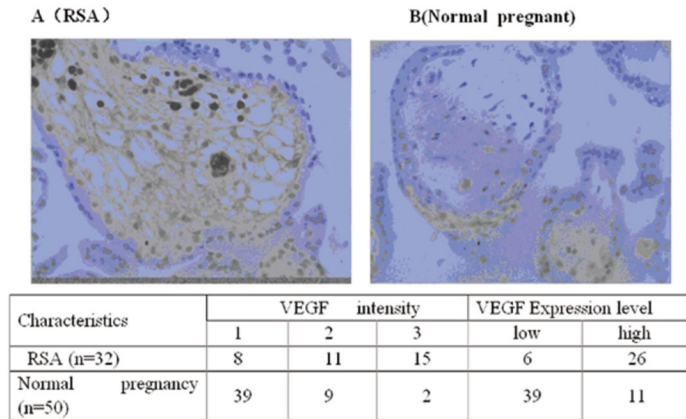 A (RSA) B(Normal pregnant)
Characteristics VEGF intensity VEGF Expression level
1 2 3 low high
RSA (n=32) 8 11 15 6 26
Normal pregnancy (n=50) 39 9 2 39 11